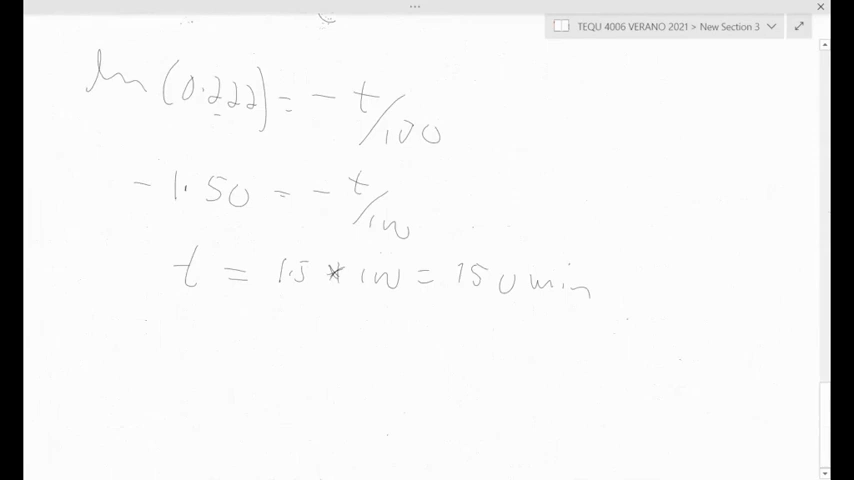 TEQU 4006 VERANO 2021 > New Section 3
ln(0.222) = - t/100
- 1.50 = - t/100
t = 1.5 * 100 = 150 min